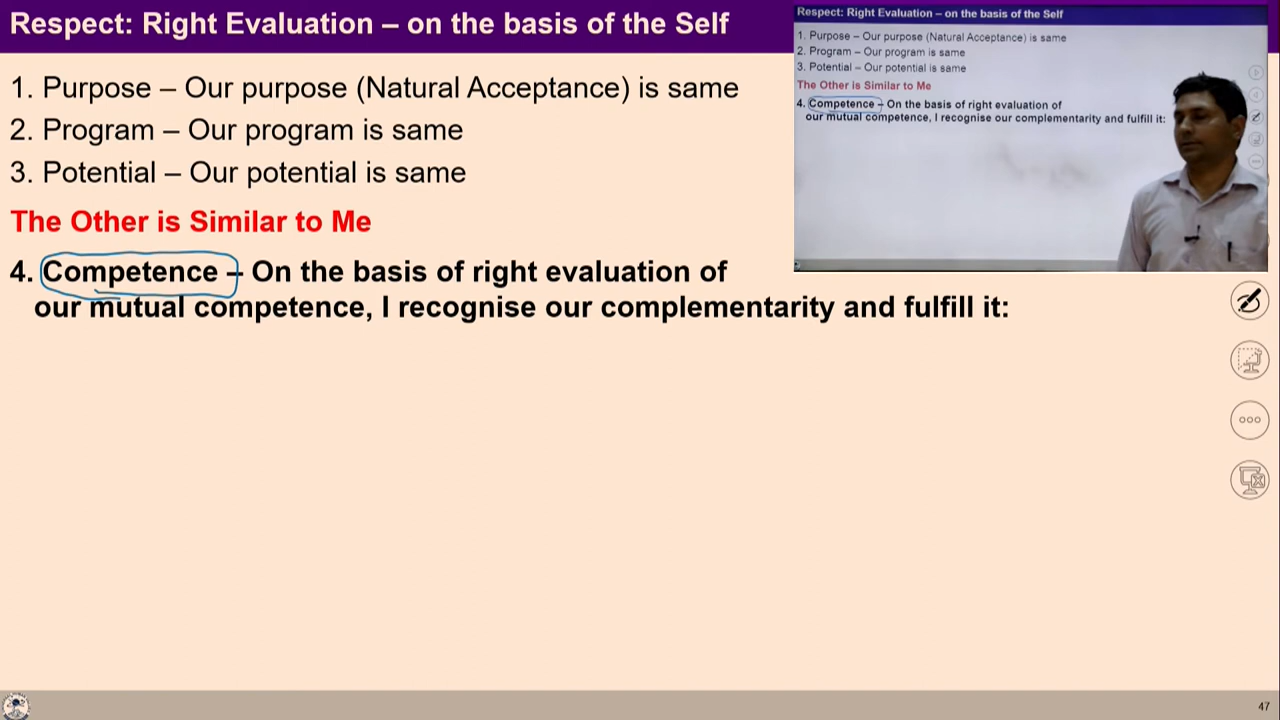 Respect: Right Evaluation – on the basis of the Self
1. Purpose – Our purpose (Natural Acceptance) is same
2. Program – Our program is same
3. Potential – Our potential is same
The Other is Similar to Me
4. Competence – On the basis of right evaluation of
our mutual competence, I recognise our complementarity and fulfill it:
Respect: Right Evaluation – on the basis of the Self
1. Purpose – Our purpose (Natural Acceptance) is same
2. Program – Our program is same
3. Potential – Our potential is same
The Other is Similar to Me
4. Competence – On the basis of right evaluation of
our mutual competence, I recognise our complementarity and fulfill it:
47